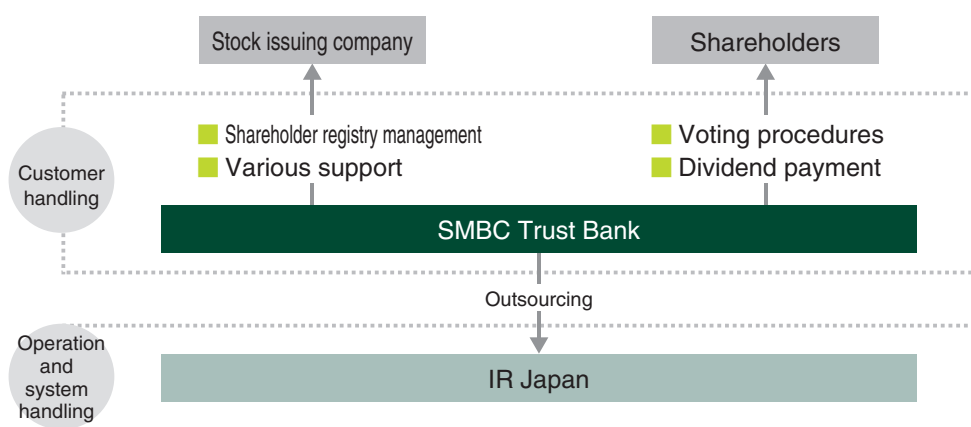 Stock issuing company
Shareholders
Customer
handling
Shareholder registry management
Various support
Voting procedures
Dividend payment
SMBC Trust Bank
Outsourcing
Operation
and
system
handling
IR Japan